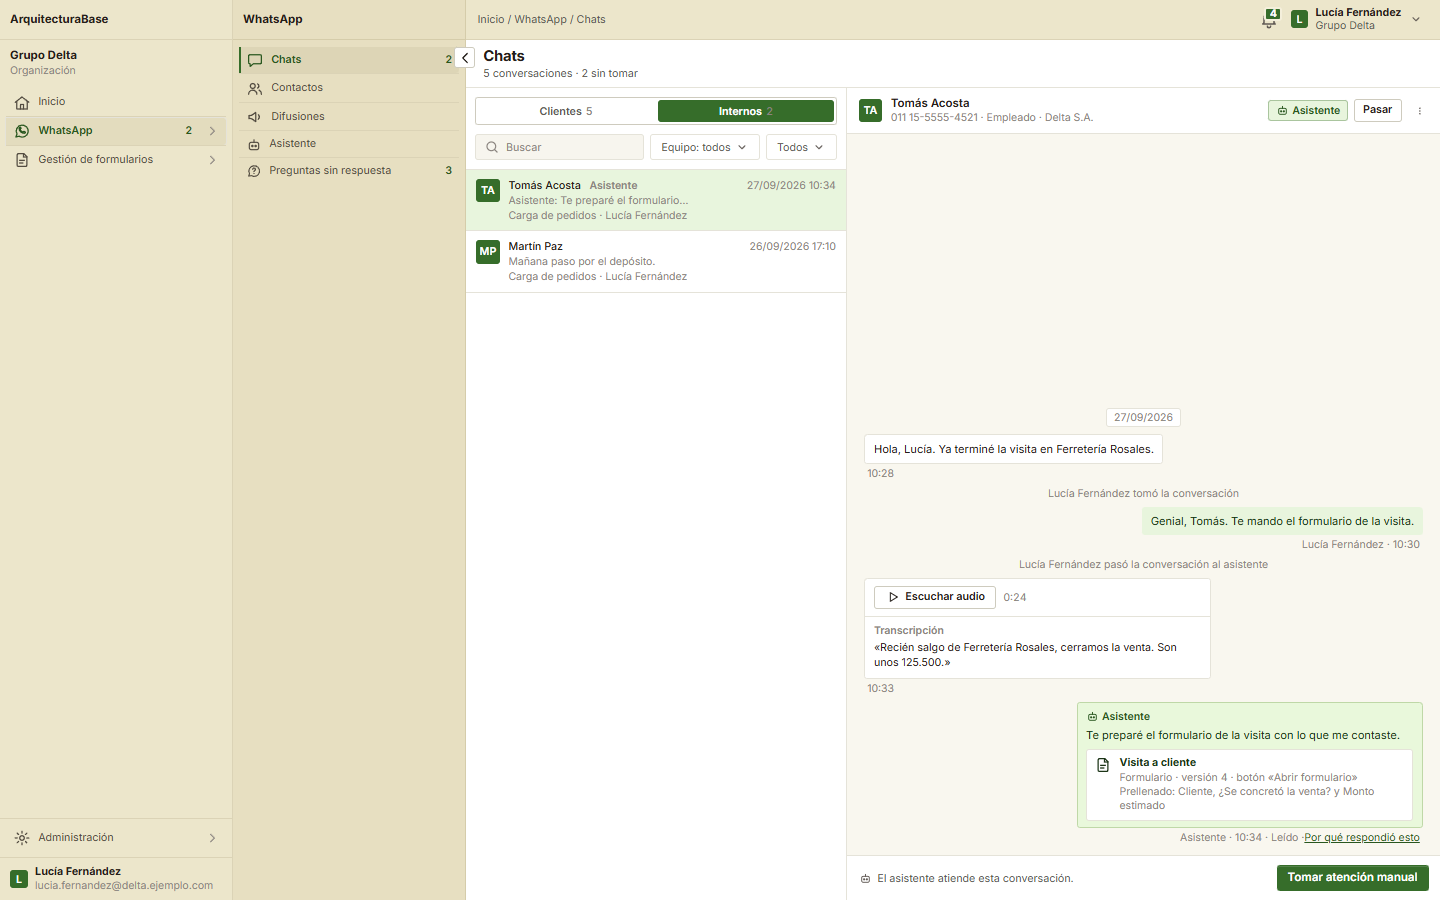 ArquitecturaBase
Grupo Delta
Organización
Inicio
WhatsApp 2
Gestión de formularios
Administración
L Lucía Fernández
lucia.fernandez@delta.ejemplo.com
WhatsApp
Chats 2
Contactos
Difusiones
Asistente
Preguntas sin respuesta 3
Inicio / WhatsApp / Chats
4
L Lucía Fernández
Grupo Delta
Chats
5 conversaciones · 2 sin tomar
Clientes 5 Internos 2
Buscar Equipo: todos Todos
TA Tomás Acosta Asistente 27/09/2026 10:34
Asistente: Te preparé el formulario...
Carga de pedidos · Lucía Fernández
MP Martín Paz 26/09/2026 17:10
Mañana paso por el depósito.
Carga de pedidos · Lucía Fernández
TA Tomás Acosta
011 15-5555-4521 · Empleado · Delta S.A.
Asistente Pasar
27/09/2026
Hola, Lucía. Ya terminé la visita en Ferretería Rosales.
10:28
Lucía Fernández tomó la conversación
Genial, Tomás. Te mando el formulario de la visita.
Lucía Fernández · 10:30
Lucía Fernández pasó la conversación al asistente
Escuchar audio 0:24
Transcripción
«Recién salgo de Ferretería Rosales, cerramos la venta. Son
unos 125.500.»
10:33
Asistente
Te preparé el formulario de la visita con lo que me contaste.
Visita a cliente
Formulario · versión 4 · botón «Abrir formulario»
Prellenado: Cliente, ¿Se concretó la venta? y Monto
estimado
Asistente · 10:34 · Leído ·Por qué respondió esto
El asistente atiende esta conversación.
Tomar atención manual